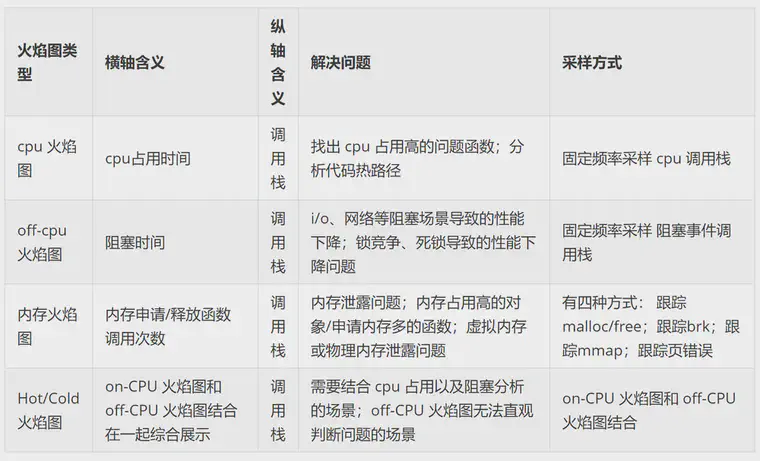 火焰图类
型
横轴含义
纵
轴
含
义
解决问题
采样方式
cpu 火焰
图
cpu占用时间
调
用
栈
找出 cpu 占用高的问题函数；分
析代码热路径
固定频率采样 cpu 调用栈
off-cpu
火焰图
阻塞时间
调
用
栈
i/o、网络等阻塞场景导致的性能
下降；锁竞争、死锁导致的性能下
降问题
固定频率采样 阻塞事件调
用栈
内存火焰
图
内存申请/释放函数
调用次数
调
用
栈
内存泄露问题；内存占用高的对
象/申请内存多的函数；虚拟内存
或物理内存泄露问题
有四种方式： 跟踪
malloc/free；跟踪brk；跟
踪mmap；跟踪页错误
Hot/Cold
火焰图
on-CPU 火焰图和
off-CPU 火焰图结合
在一起综合展示
调
用
栈
需要结合 cpu 占用以及阻塞分析
的场景；off-CPU 火焰图无法直观
判断问题的场景
on-CPU 火焰图和 off-CPU
火焰图结合